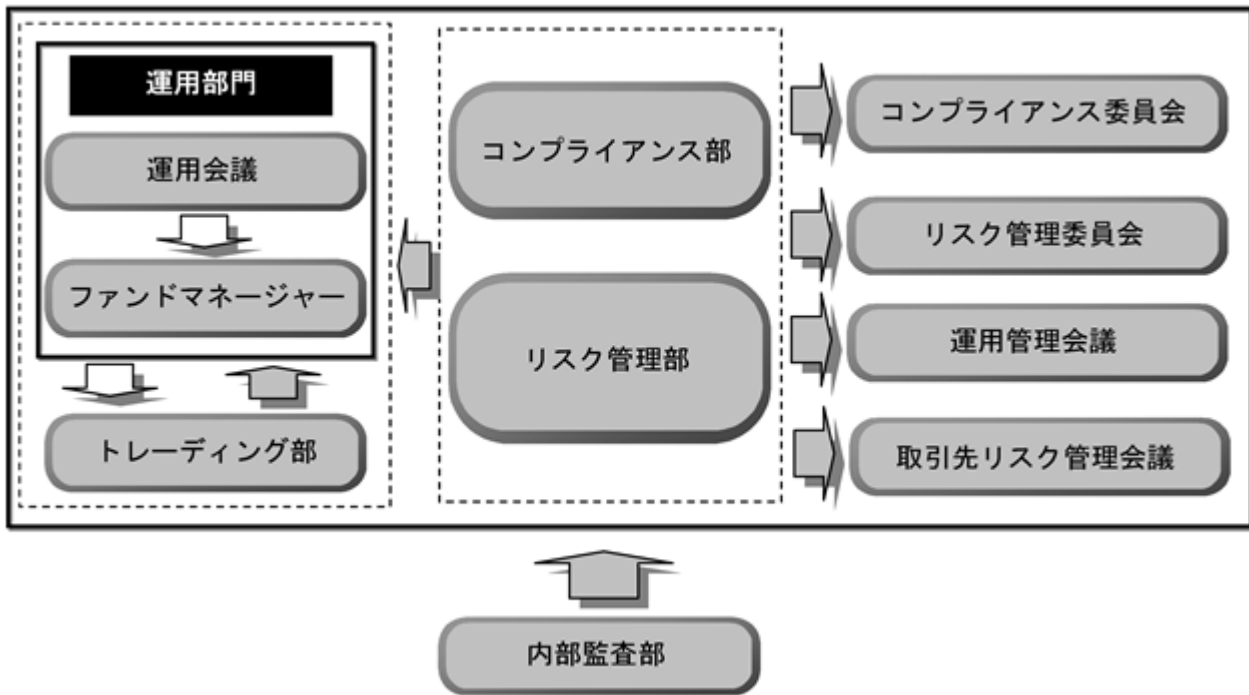 運用部門
運用会議
ファンドマネージャー
トレーディング部
コンプライアンス部
リスク管理部
コンプライアンス委員会
リスク管理委員会
運用管理会議
取引先リスク管理会議
内部監査部